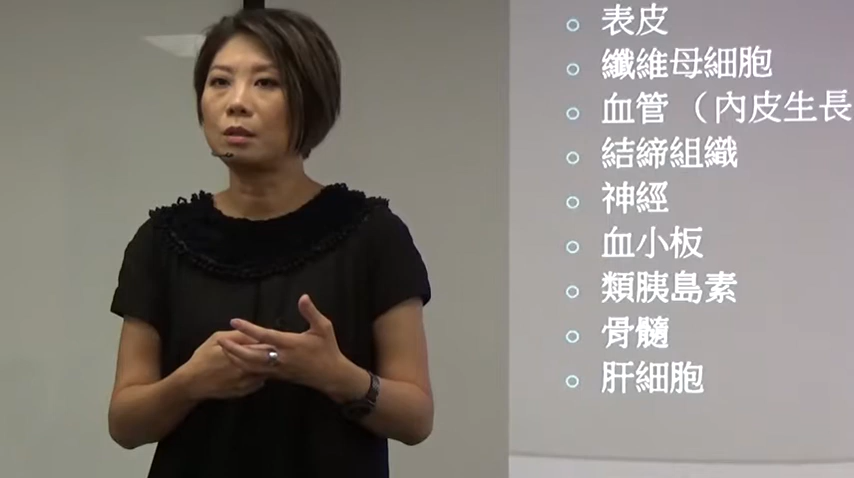 表皮
纖維母細胞
血管 （內皮生長
結締組織
神經
血小板
類胰島素
骨髓
肝細胞